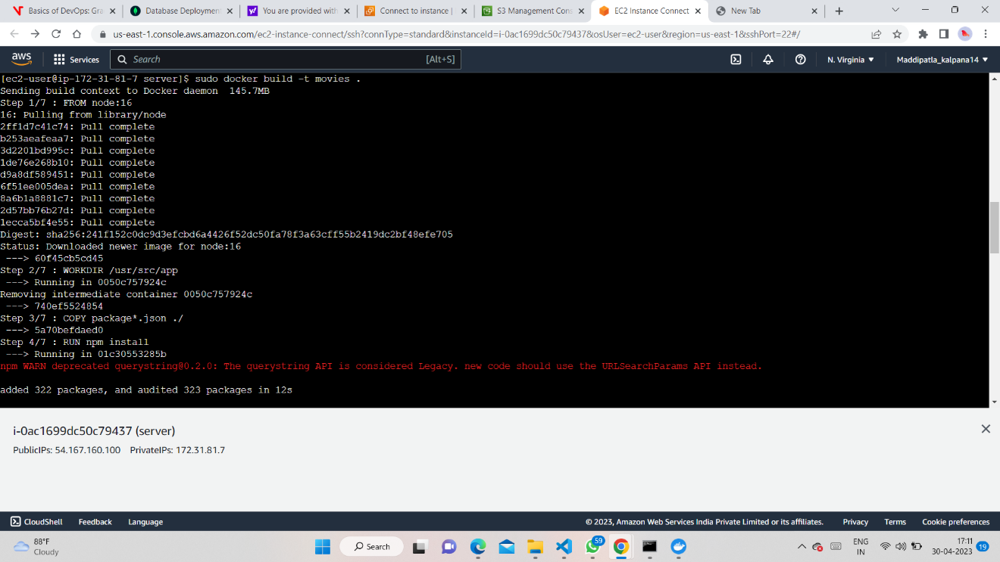 Basics of DevOps: Gra
Database Deployment
You are provided with
Connect to instance |
S3 Management Cons
EC2 Instance Connect
New Tab
us-east-1.console.aws.amazon.com/ec2-instance-connect/ssh?connType=standard&instanceId=i-0ac1699dc50c79437&osUser=ec2-user&region=us-east-1&sshPort=22#/
aws Services Search [Alt+S] N. Virginia ▼ Maddipatla_kalpana14 ▼
[ec2-user@ip-172-31-81-7 server]$ sudo docker build -t movies .
Sending build context to Docker daemon  145.7MB
Step 1/7 : FROM node:16
16: Pulling from library/node
2ff1d7c41c74: Pull complete
b253aeafeaa7: Pull complete
3d2201bd995c: Pull complete
1de76e268b10: Pull complete
d9a8df589451: Pull complete
6f51ee005dea: Pull complete
8a6b1a8881c7: Pull complete
2d57bb76b27d: Pull complete
1ecca5bf4e55: Pull complete
Digest: sha256:241f152c0dc9d3efcbd6a4426f52dc50fa78f3a63cff55b2419dc2bf48efe705
Status: Downloaded newer image for node:16
 ---> 60f45cb5cd45
Step 2/7 : WORKDIR /usr/src/app
 ---> Running in 0050c757924c
Removing intermediate container 0050c757924c
 ---> 740ef5524854
Step 3/7 : COPY package*.json ./
 ---> 5a70befdaed0
Step 4/7 : RUN npm install
 ---> Running in 01c30553285b
npm WARN deprecated querystring@0.2.0: The querystring API is considered Legacy. new code should use the URLSearchParams API instead.
added 322 packages, and audited 323 packages in 12s
i-0ac1699dc50c79437 (server)
PublicIPs: 54.167.160.100 PrivateIPs: 172.31.81.7
CloudShell Feedback Language © 2023, Amazon Web Services India Private Limited or its affiliates. Privacy Terms Cookie preferences
88°F
Cloudy
Search
59
ENG
IN
17:11
30-04-2023
19